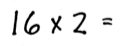 16 × 2 =